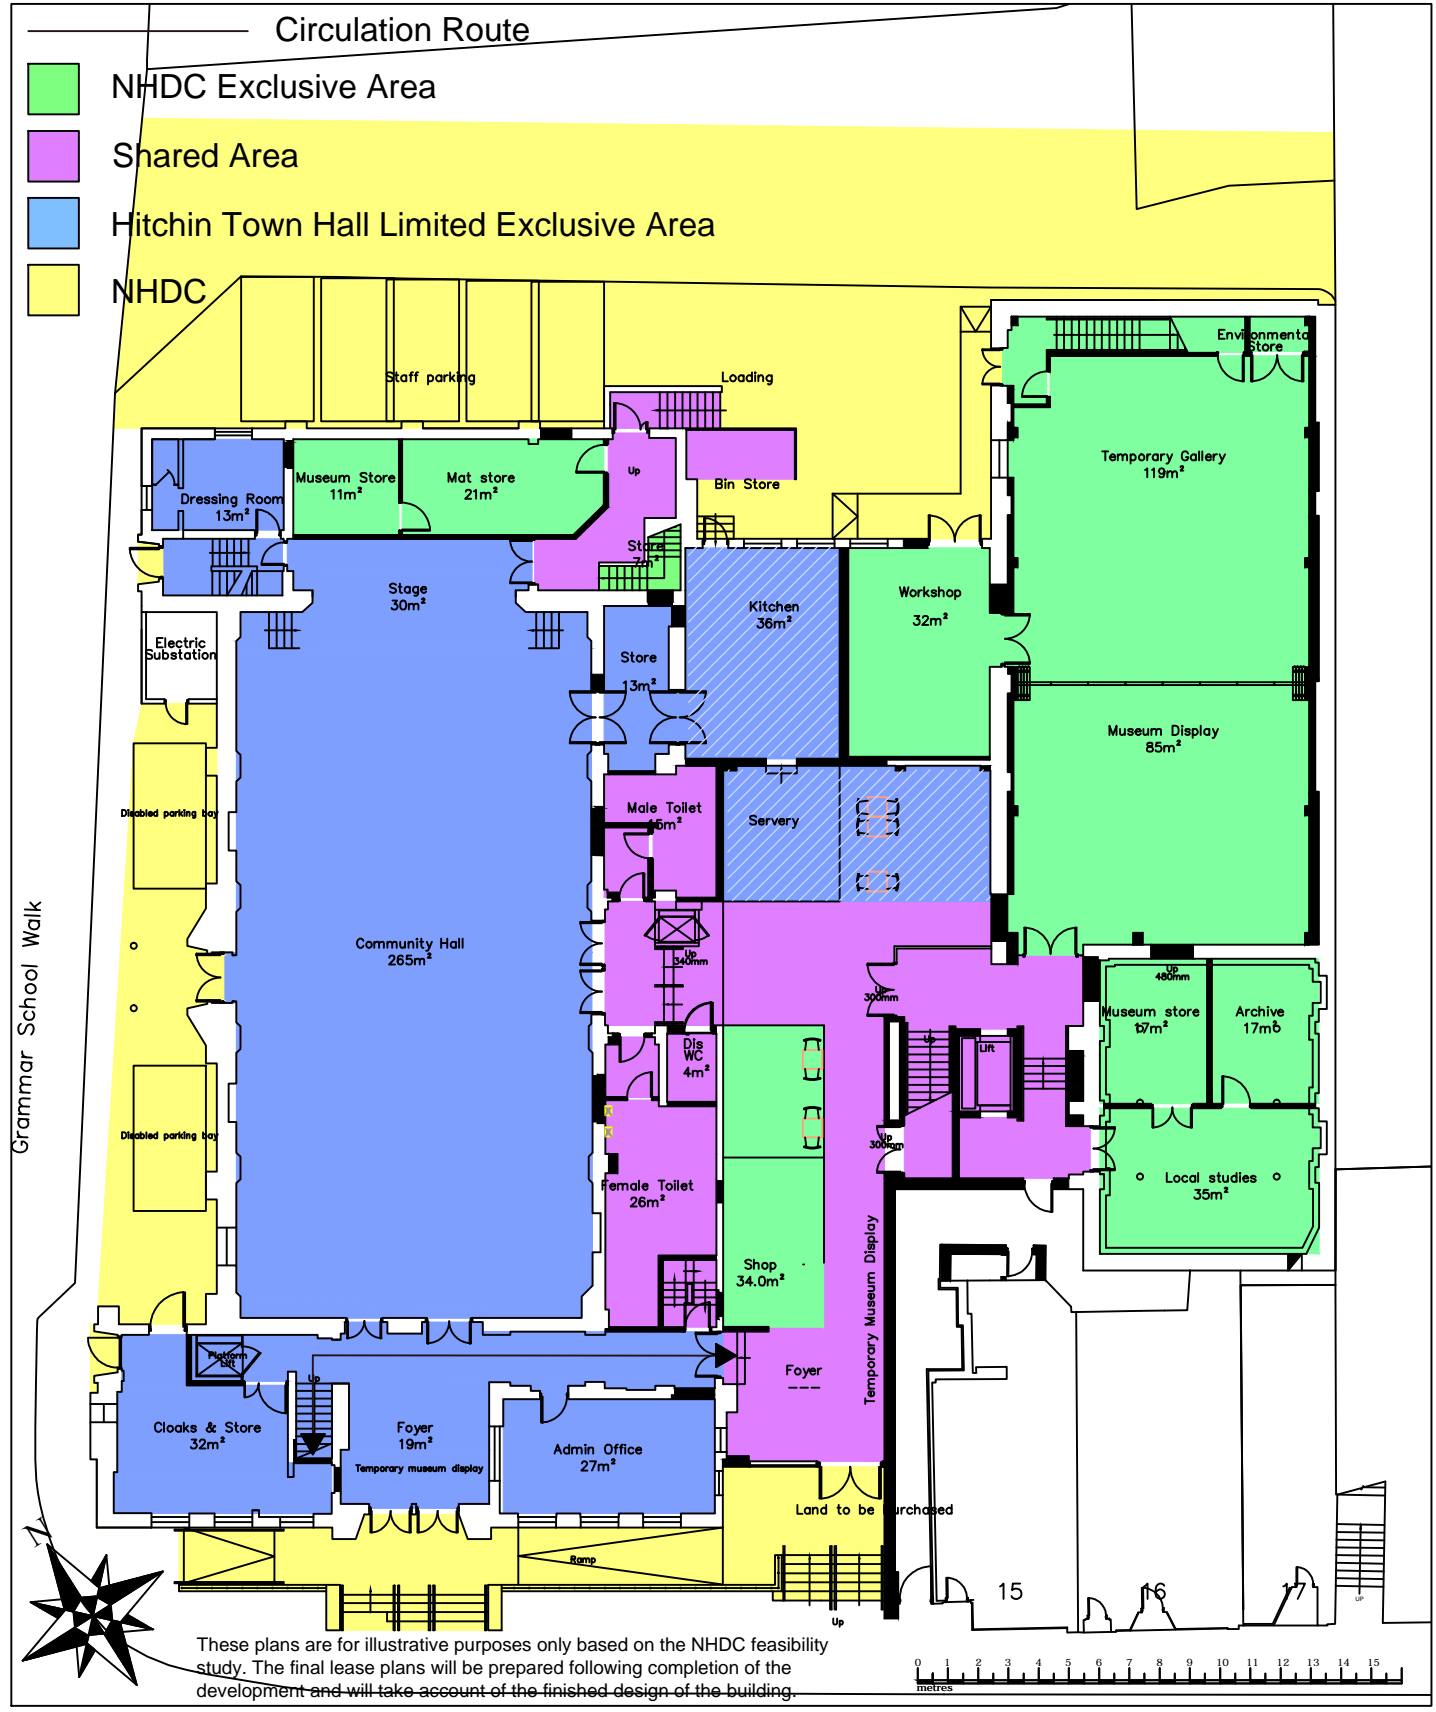 Circulation Route
NHDC Exclusive Area
Shared Area
Hitchin Town Hall Limited Exclusive Area
NHDC
Staff parking
Loading
Environmenta
Store
Temporary Gallery
119m²
Museum Store
11m²
Mat store
21m²
Up
Bin Store
Dressing Room
13m²
Store
7m²
Stage
30m²
Kitchen
36m²
Workshop
32m²
Electric
Substation
Store
13m²
Museum Display
85m²
Disabled parking bay
Male Toilet
15m²
Servery
Grammar School Walk
Community Hall
265m²
Up
340mm
Up
300mm
Up
480mm
Museum store
17m²
Archive
17m²
Up
Lift
Dis
WC
4m²
Disabled parking bay
Up
300mm
Female Toilet
26m²
Local studies
35m²
Shop
34.0m²
Temporary Museum Display
Platform
Lift
Up
Foyer
Cloaks & Store
32m²
Foyer
19m²
Temporary museum display
Admin Office
27m²
Land to be Purchased
N
Ramp
Up
15
16
17
UP
These plans are for illustrative purposes only based on the NHDC feasibility
study. The final lease plans will be prepared following completion of the
development and will take account of the finished design of the building.
0 1 2 3 4 5 6 7 8 9 10 11 12 13 14 15
metres